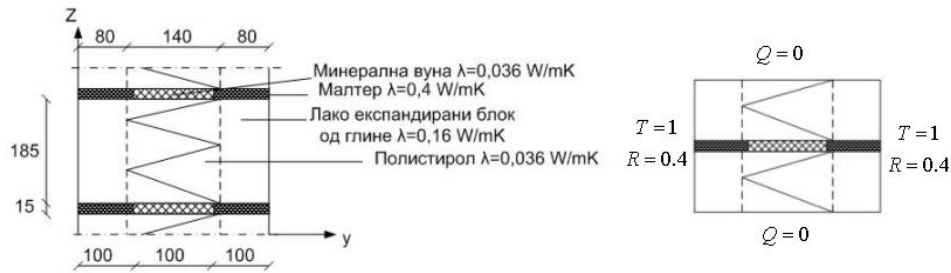 Z
80 140 80
Минерална вуна λ=0,036 W/mK
Малтер λ=0,4 W/mK
Лако експандирани блок
од глине λ=0,16 W/mK
Полистирол λ=0,036 W/mK
185
15
y
100 100 100
Q = 0
T = 1 T = 1
R = 0.4 R = 0.4
Q = 0